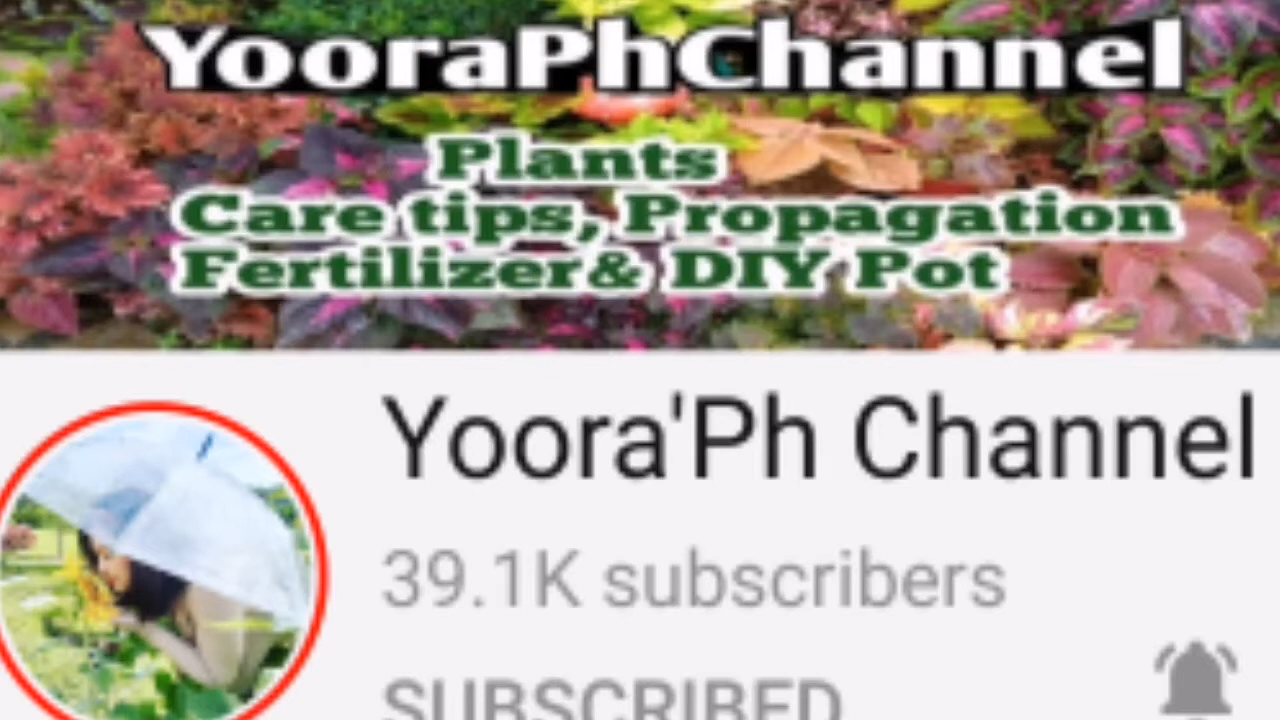 YooraPhChannel
Plants
Care tips, Propagation
Fertilizer& DIY Pot
Yoora'Ph Channel
39.1K subscribers
SUBSCRIBED